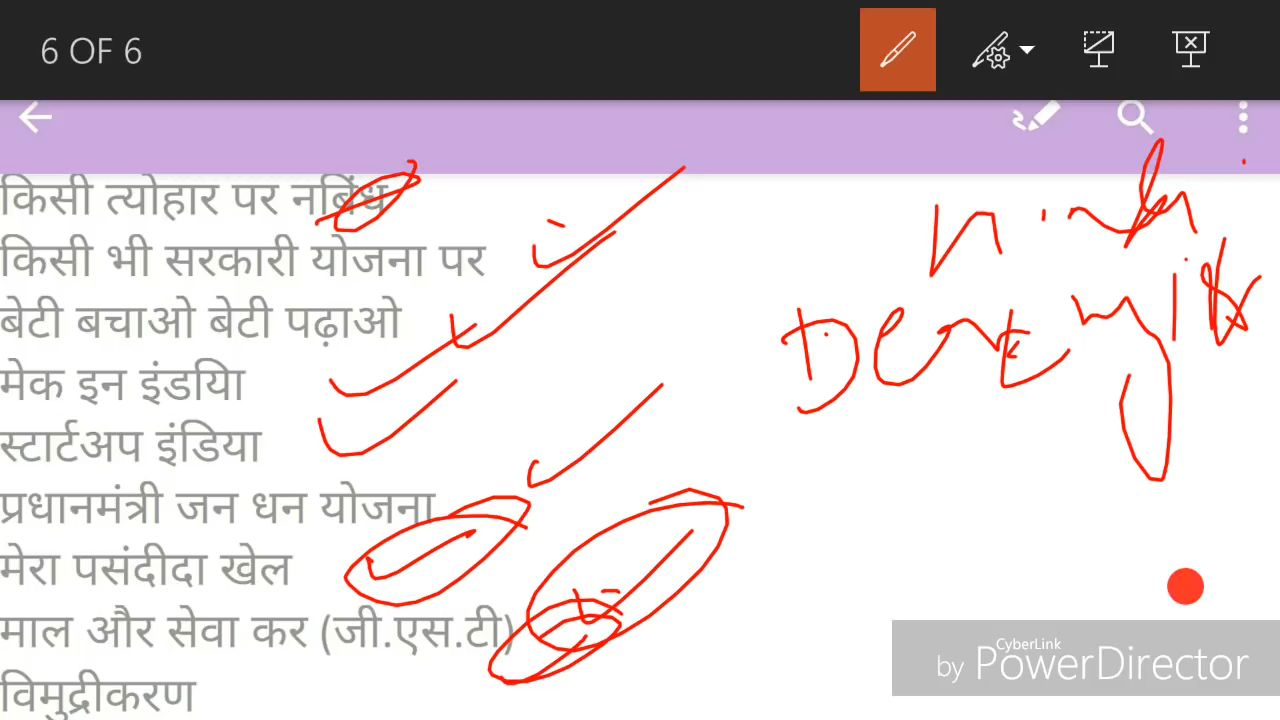 6 OF 6
किसी त्योहार पर नबिंध
किसी भी सरकारी योजना पर
बेटी बचाओ बेटी पढ़ाओ
मेक इन इंडिया
स्टार्टअप इंडिया
प्रधानमंत्री जन धन योजना
मेरा पसंदीदा खेल
माल और सेवा कर (जी.एस.टी)
विमुद्रीकरण
CyberLink
by PowerDirector